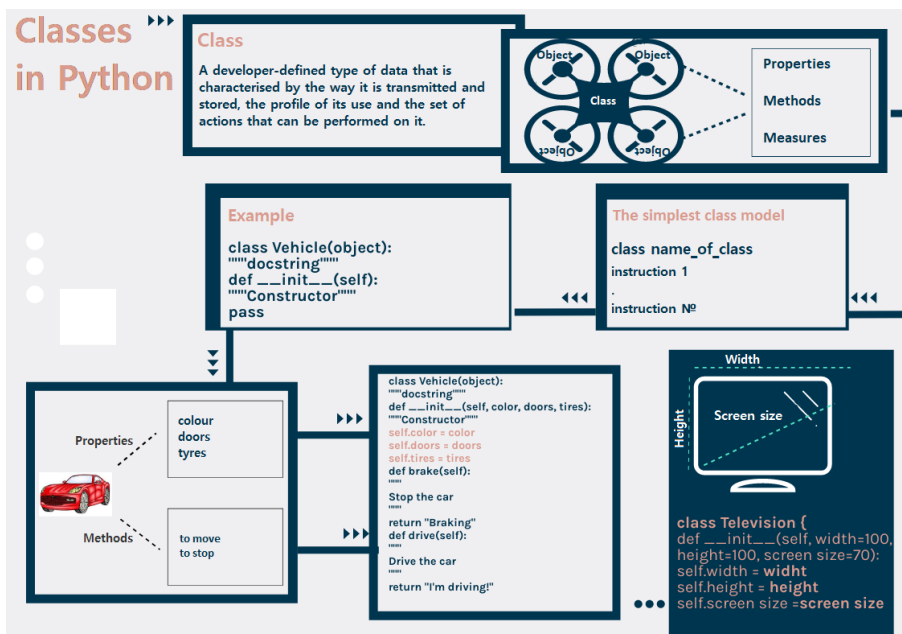 Classes
in Python
Class
A developer-defined type of data that is
characterised by the way it is transmitted and
stored, the profile of its use and the set of
actions that can be performed on it.
Object
Object
Class
Object
Object
Properties
Methods
Measures
Example
class Vehicle(object):
"""docstring"""
def __init__(self):
"""Constructor"""
pass
The simplest class model
class name_of_class
instruction 1
.
instruction №
Properties
colour
doors
tyres
Methods
to move
to stop
class Vehicle(object):
"""docstring"""
def __init__(self, color, doors, tires):
"""Constructor"""
self.color = color
self.doors = doors
self.tires = tires
def brake(self):
"""
Stop the car
"""
return "Braking"
def drive(self):
"""
Drive the car
"""
return "I'm driving!"
Width
Height
Screen size
class Television {
def __init__(self, width=100,
height=100, screen size=70):
self.width = widht
self.height = height
self.screen size =screen size